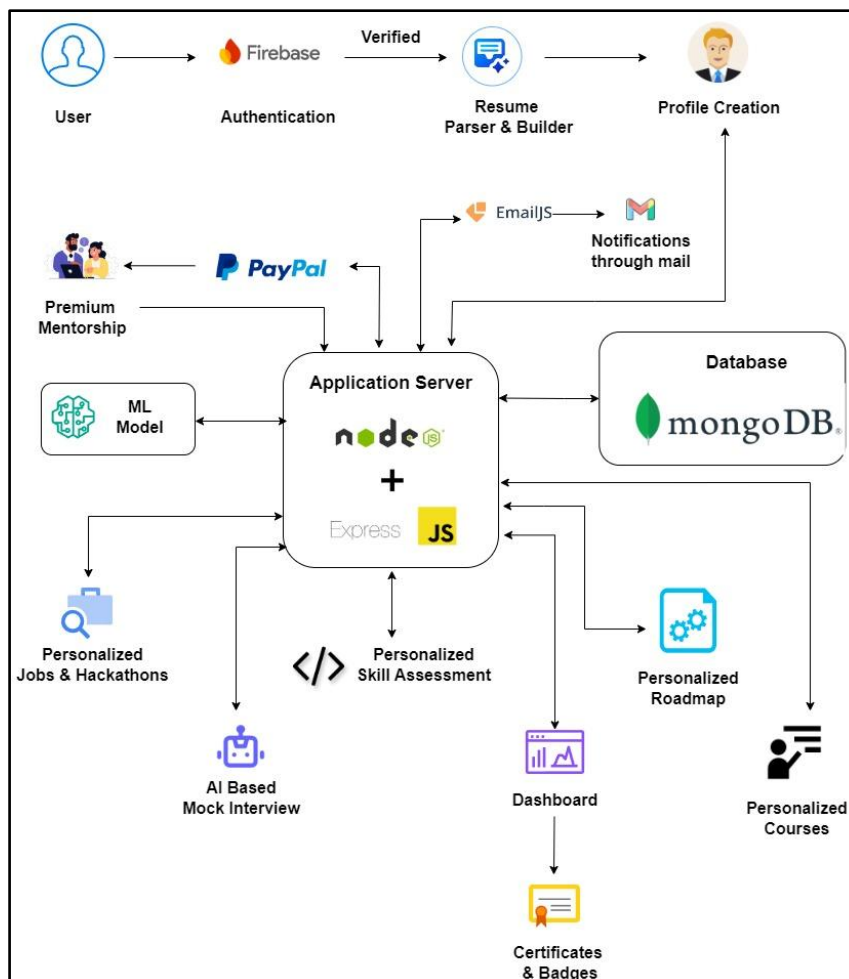 Firebase
Verified
User
Authentication
Resume
Parser & Builder
Profile Creation
EmailJS
Notifications
through mail
PayPal
Premium
Mentorship
Application Server
node
JS
+
Express
JS
Database
mongoDB®
ML
Model
Personalized
Jobs & Hackathons
</>
Personalized
Skill Assessment
Personalized
Roadmap
AI Based
Mock Interview
Dashboard
Personalized
Courses
Certificates
& Badges